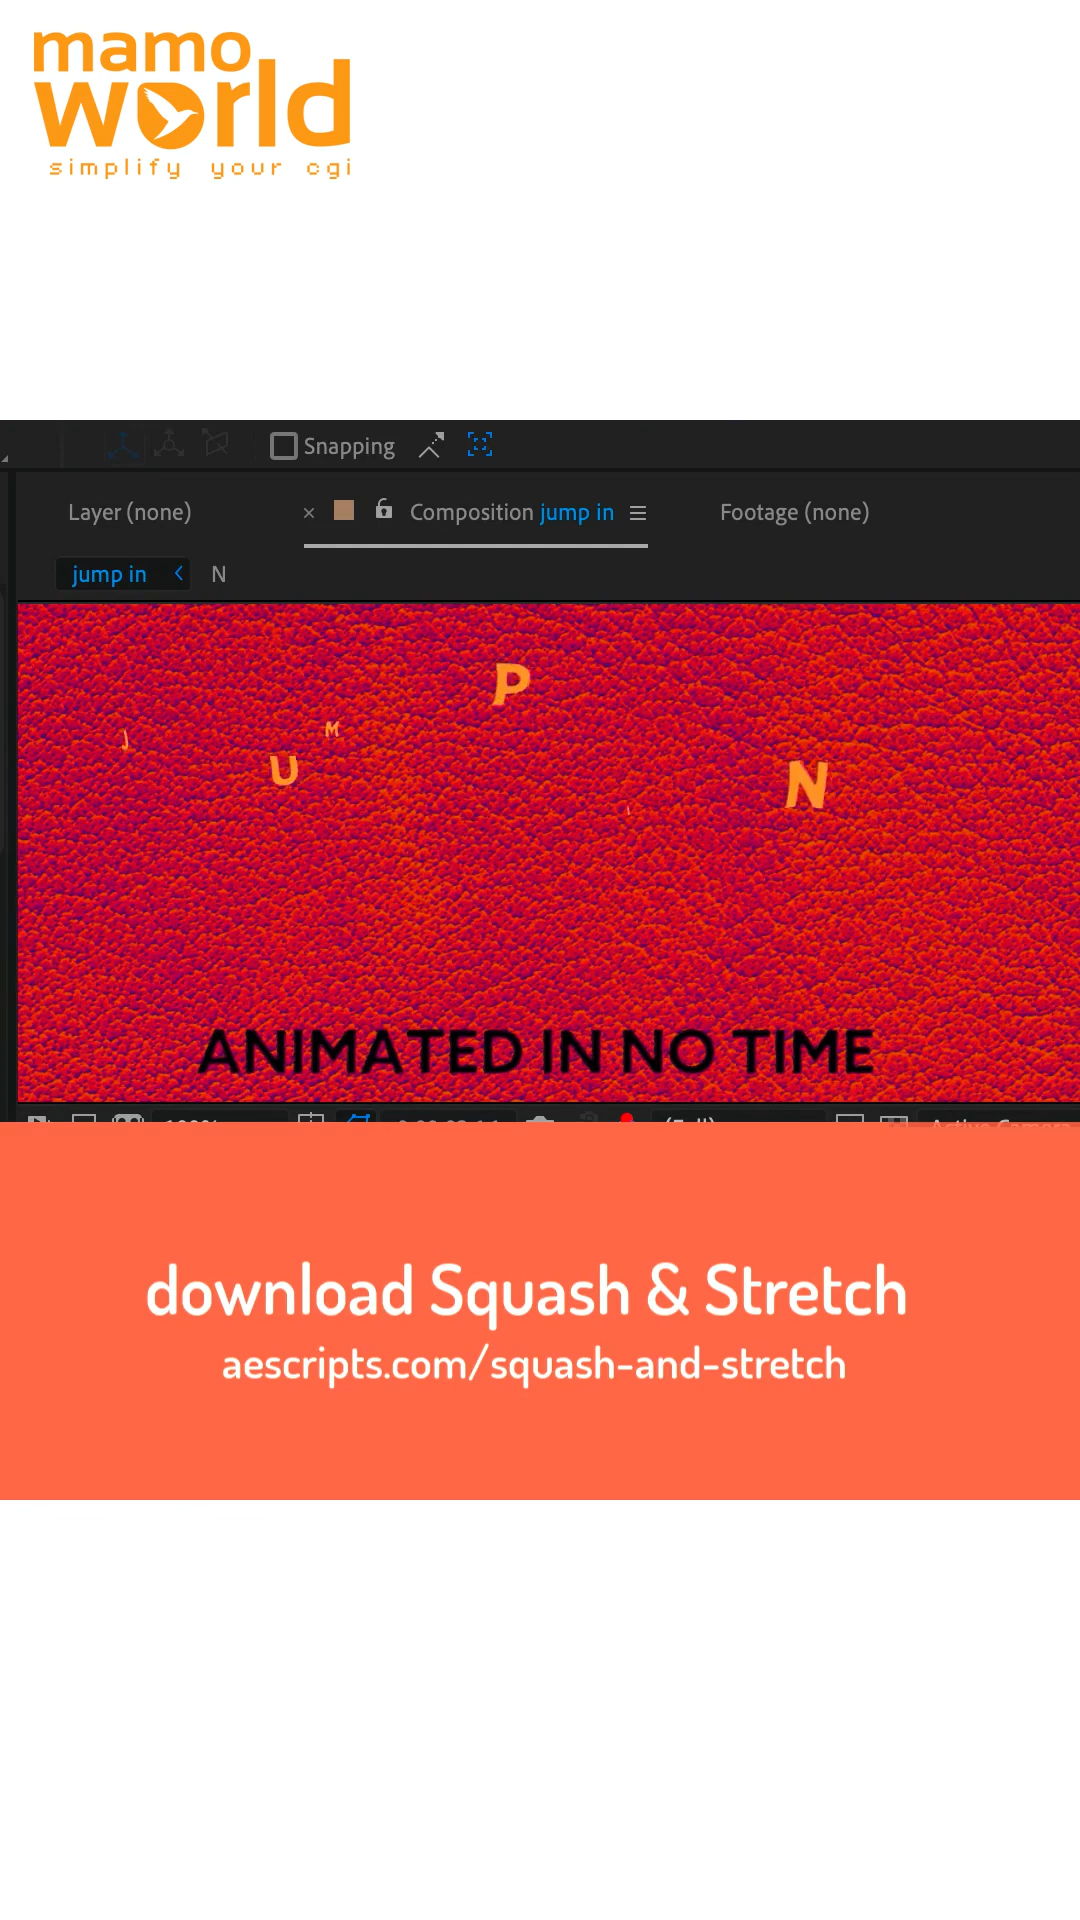 mamo
world
simplify your cgi
Snapping
Layer (none)
× Composition jump in
Footage (none)
jump in < N
P
J
M
U
N
I
ANIMATED IN NO TIME
download Squash & Stretch
aescripts.com/squash-and-stretch